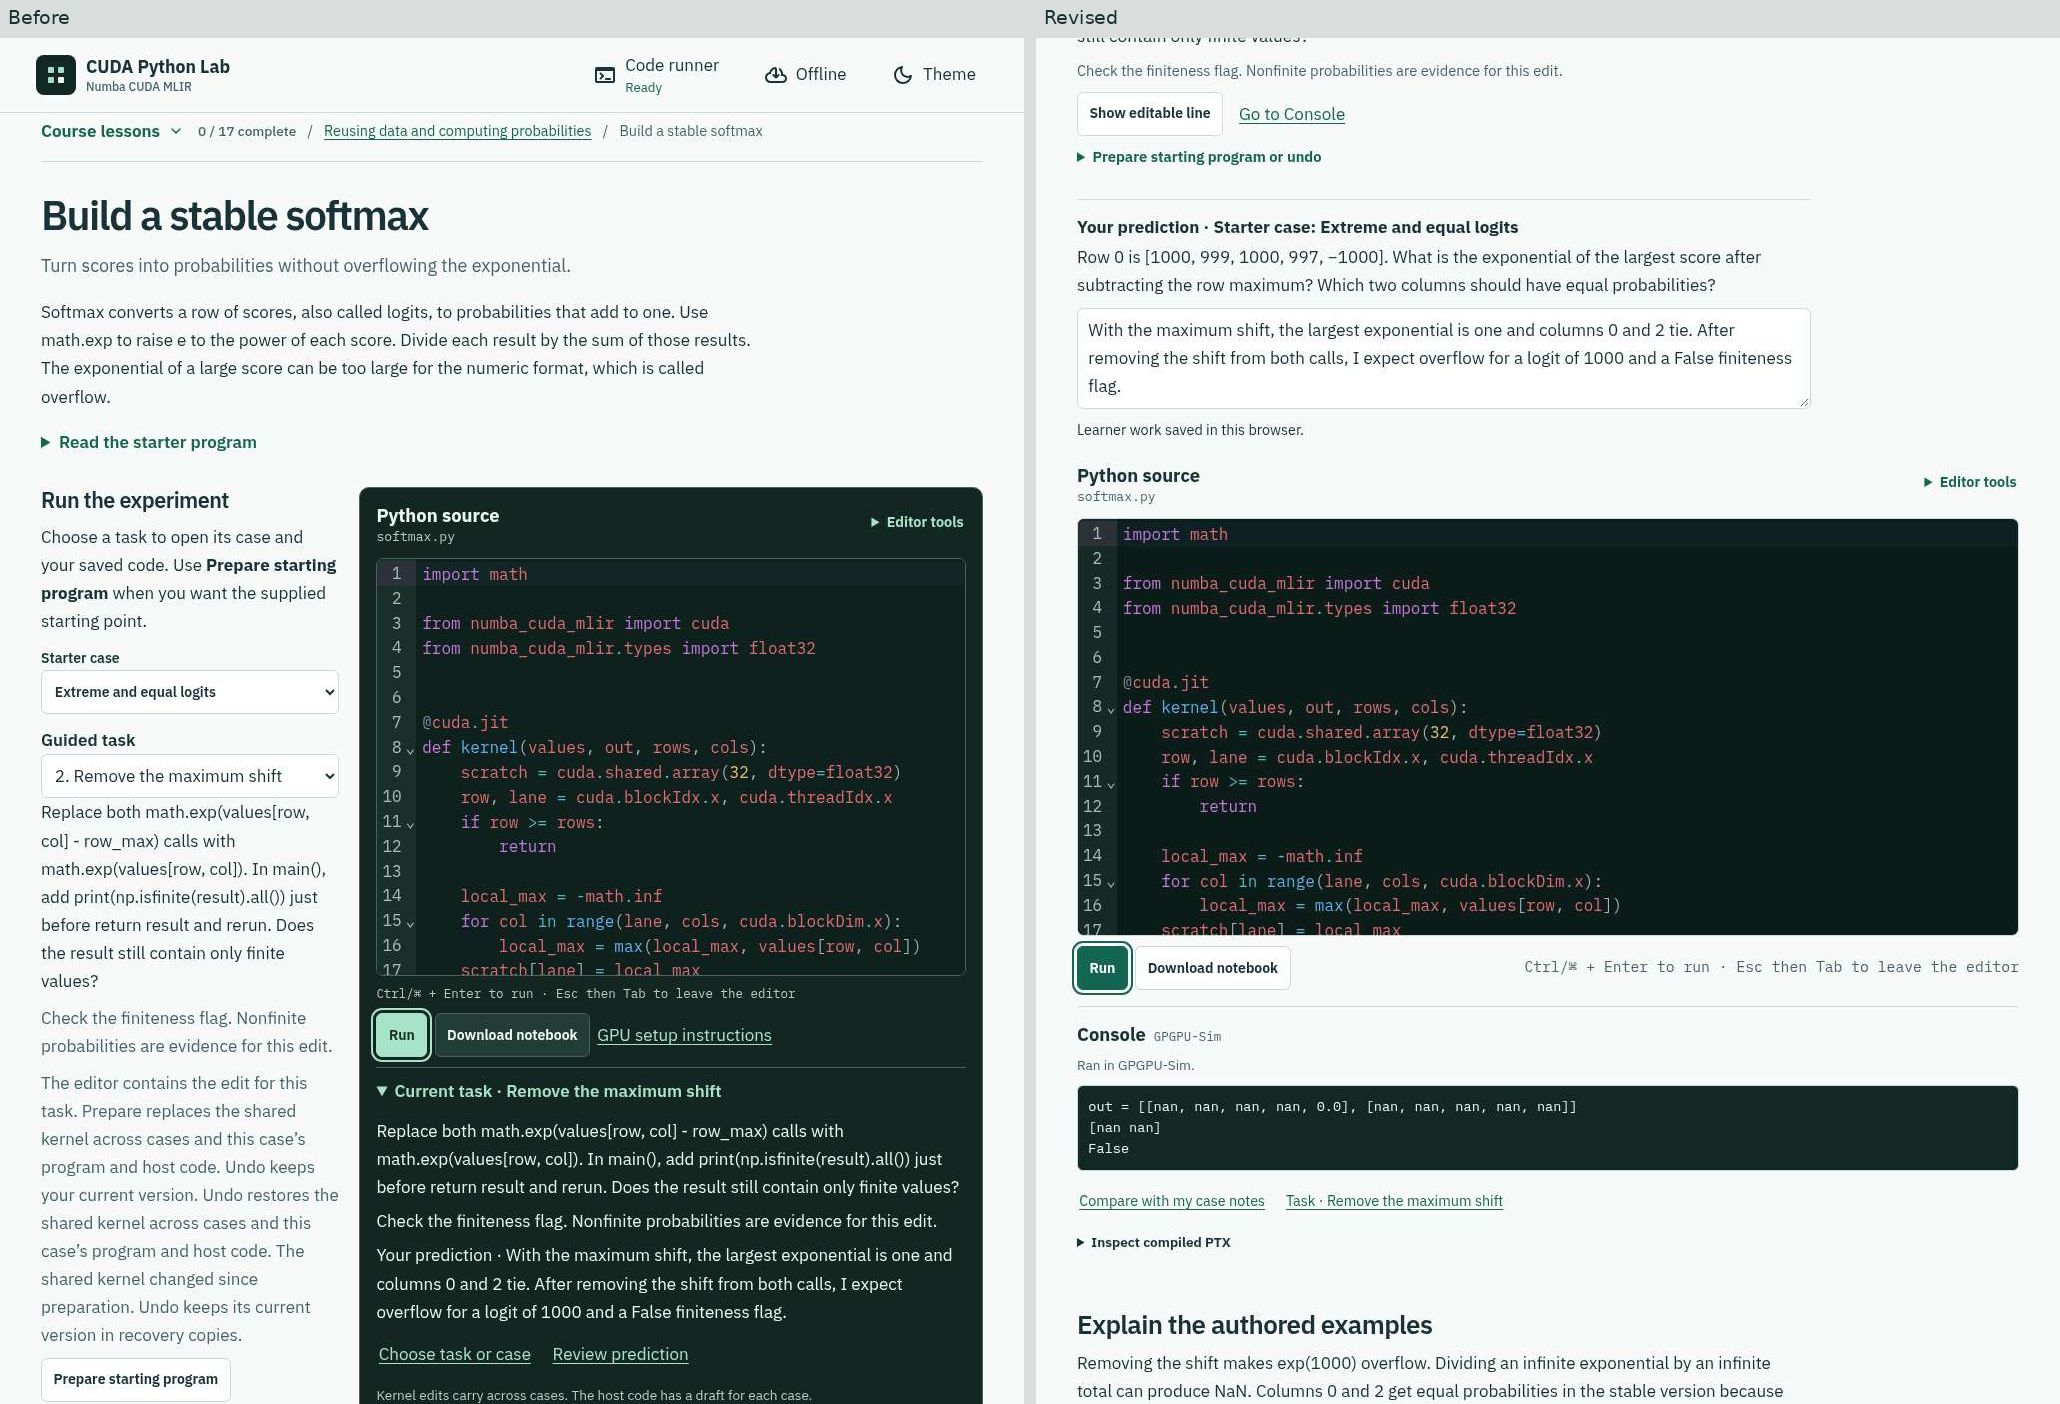 Before
CUDA Python Lab
Numba CUDA MLIR
Code runner
Ready
Offline
Theme
Course lessons
0 / 17 complete / Reusing data and computing probabilities / Build a stable softmax
Build a stable softmax
Turn scores into probabilities without overflowing the exponential.
Softmax converts a row of scores, also called logits, to probabilities that add to one. Use
math.exp to raise e to the power of each score. Divide each result by the sum of those results.
The exponential of a large score can be too large for the numeric format, which is called
overflow.
Read the starter program
Run the experiment
Choose a task to open its case and
your saved code. Use Prepare starting
program when you want the supplied
starting point.
Starter case
Extreme and equal logits
Guided task
2. Remove the maximum shift
Replace both math.exp(values[row,
col] - row_max) calls with
math.exp(values[row, col]). In main(),
add print(np.isfinite(result).all()) just
before return result and rerun. Does
the result still contain only finite
values?
Check the finiteness flag. Nonfinite
probabilities are evidence for this edit.
The editor contains the edit for this
task. Prepare replaces the shared
kernel across cases and this case's
program and host code. Undo keeps
your current version. Undo restores the
shared kernel across cases and this
case's program and host code. The
shared kernel changed since
preparation. Undo keeps its current
version in recovery copies.
Prepare starting program
Python source
softmax.py
Editor tools
1 import math
2
3 from numba_cuda_mlir import cuda
4 from numba_cuda_mlir.types import float32
5
6
7 @cuda.jit
8 def kernel(values, out, rows, cols):
9 scratch = cuda.shared.array(32, dtype=float32)
10 row, lane = cuda.blockIdx.x, cuda.threadIdx.x
11 if row >= rows:
12 return
13
14 local_max = -math.inf
15 for col in range(lane, cols, cuda.blockDim.x):
16 local_max = max(local_max, values[row, col])
17 scratch[lane] = local_max
Ctrl/⌘ + Enter to run · Esc then Tab to leave the editor
Run
Download notebook
GPU setup instructions
Current task · Remove the maximum shift
Replace both math.exp(values[row, col] - row_max) calls with
math.exp(values[row, col]). In main(), add print(np.isfinite(result).all()) just
before return result and rerun. Does the result still contain only finite values?
Check the finiteness flag. Nonfinite probabilities are evidence for this edit.
Your prediction · With the maximum shift, the largest exponential is one and
columns 0 and 2 tie. After removing the shift from both calls, I expect
overflow for a logit of 1000 and a False finiteness flag.
Choose task or case
Review prediction
Kernel edits carry across cases. The host code has a draft for each case.
Revised
still contain only finite values?
Check the finiteness flag. Nonfinite probabilities are evidence for this edit.
Show editable line
Go to Console
Prepare starting program or undo
Your prediction · Starter case: Extreme and equal logits
Row 0 is [1000, 999, 1000, 997, −1000]. What is the exponential of the largest score after
subtracting the row maximum? Which two columns should have equal probabilities?
With the maximum shift, the largest exponential is one and columns 0 and 2 tie. After
removing the shift from both calls, I expect overflow for a logit of 1000 and a False finiteness
flag.
Learner work saved in this browser.
Python source
softmax.py
Editor tools
1 import math
2
3 from numba_cuda_mlir import cuda
4 from numba_cuda_mlir.types import float32
5
6
7 @cuda.jit
8 def kernel(values, out, rows, cols):
9 scratch = cuda.shared.array(32, dtype=float32)
10 row, lane = cuda.blockIdx.x, cuda.threadIdx.x
11 if row >= rows:
12 return
13
14 local_max = -math.inf
15 for col in range(lane, cols, cuda.blockDim.x):
16 local_max = max(local_max, values[row, col])
17 scratch[lane] = local_max
Run
Download notebook
Ctrl/⌘ + Enter to run · Esc then Tab to leave the editor
Console GPGPU-Sim
Ran in GPGPU-Sim.
out = [[nan, nan, nan, nan, 0.0], [nan, nan, nan, nan, nan]]
[nan nan]
False
Compare with my case notes
Task · Remove the maximum shift
Inspect compiled PTX
Explain the authored examples
Removing the shift makes exp(1000) overflow. Dividing an infinite exponential by an infinite
total can produce NaN. Columns 0 and 2 get equal probabilities in the stable version because